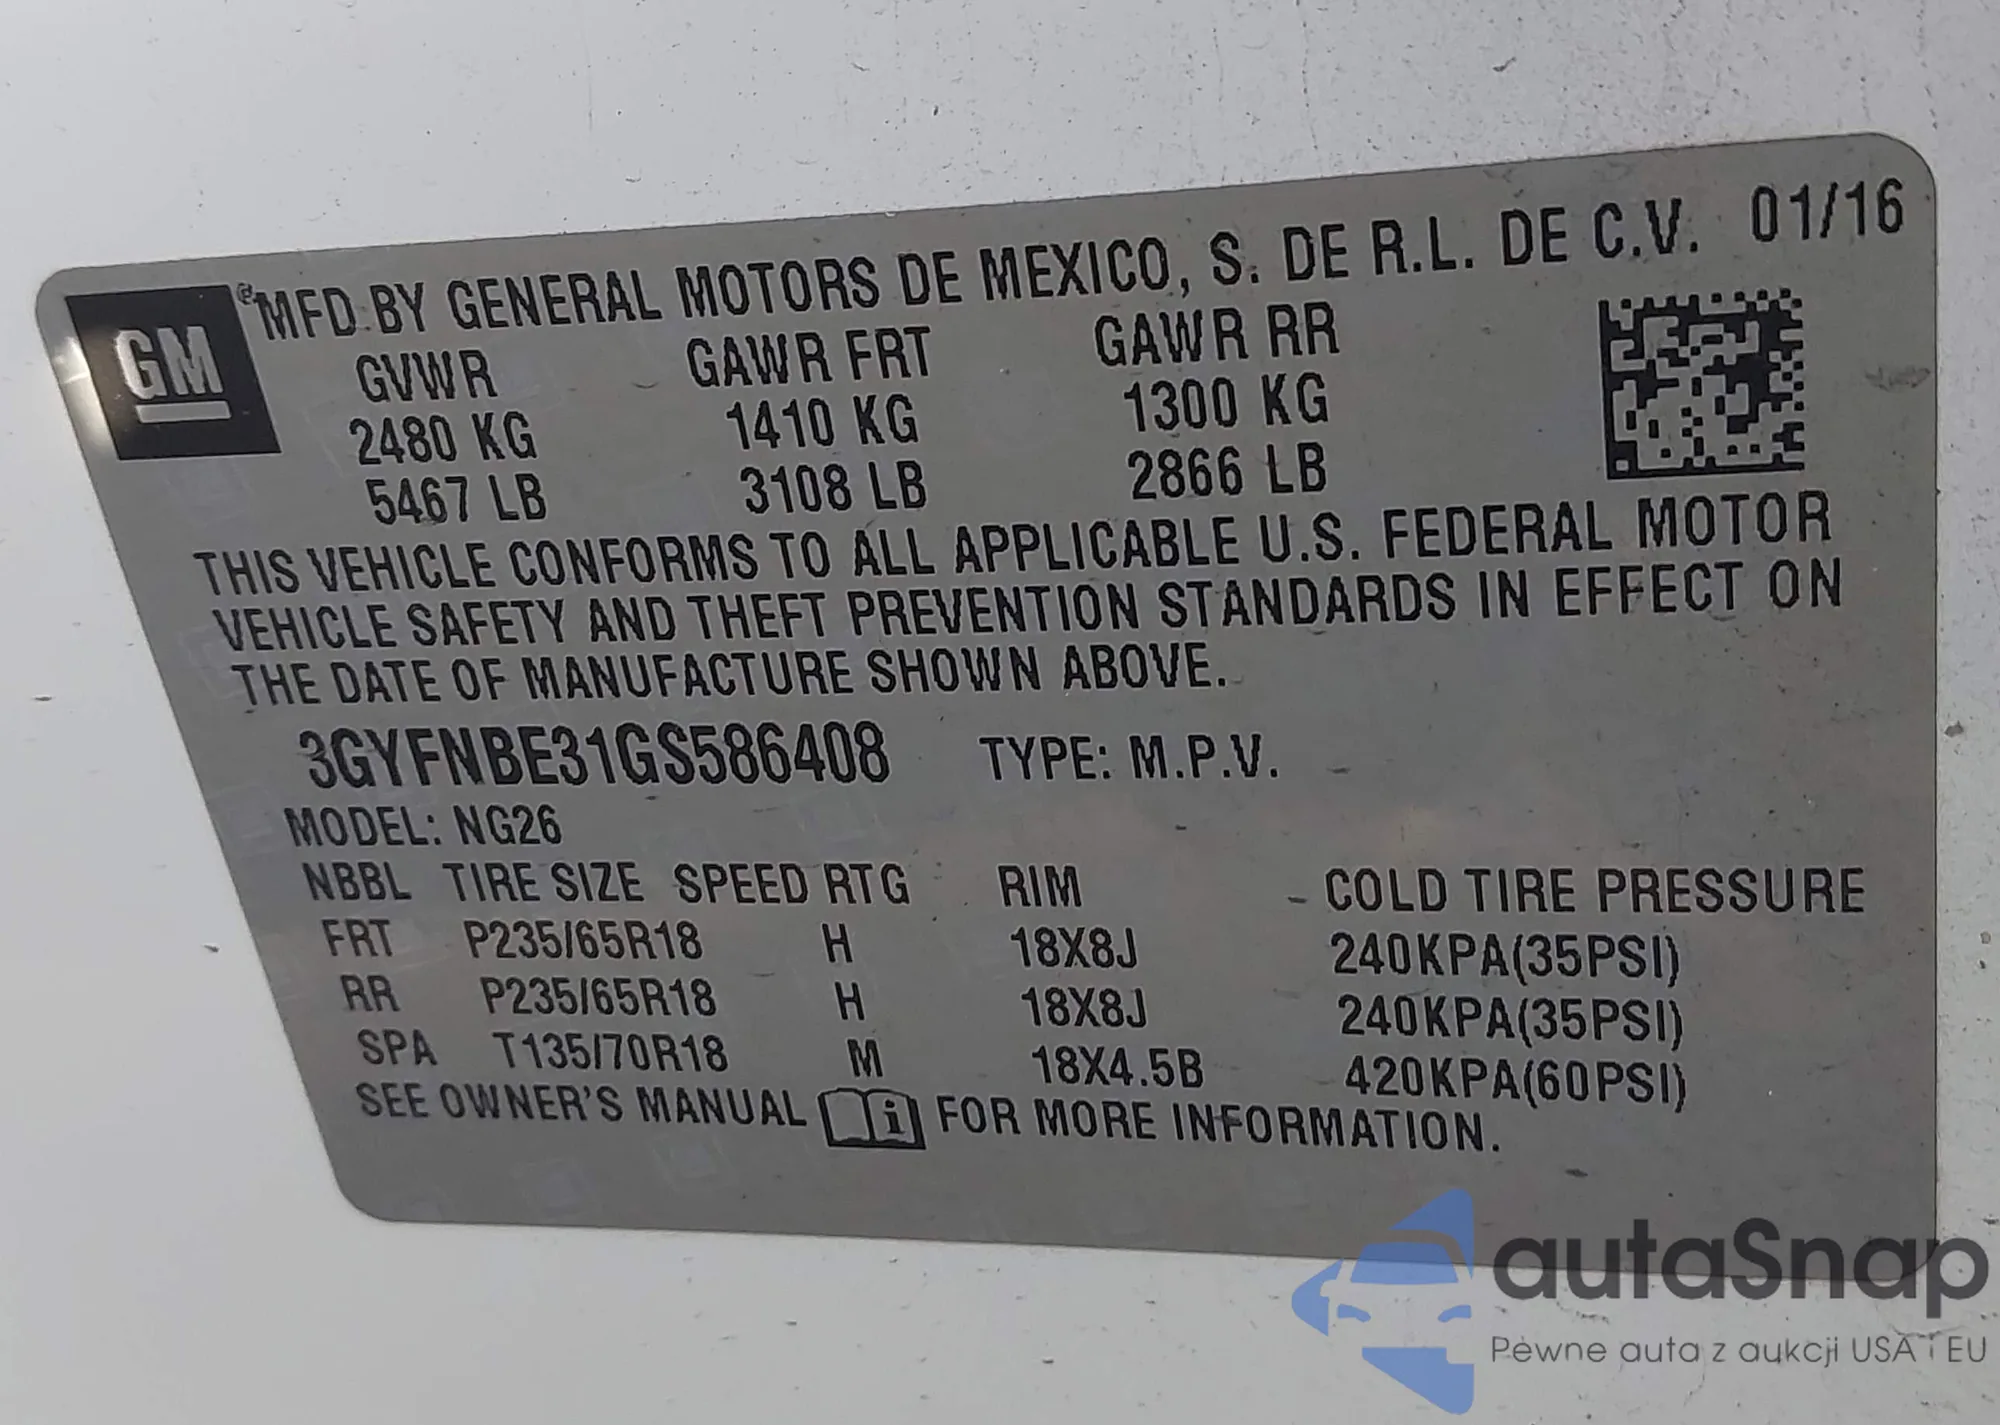 GM
® MFD BY GENERAL MOTORS DE MEXICO, S. DE R.L. DE C.V. 01/16
GVWR GAWR FRT GAWR RR
2480 KG 1410 KG 1300 KG
5467 LB 3108 LB 2866 LB
THIS VEHICLE CONFORMS TO ALL APPLICABLE U.S. FEDERAL MOTOR
VEHICLE SAFETY AND THEFT PREVENTION STANDARDS IN EFFECT ON
THE DATE OF MANUFACTURE SHOWN ABOVE.
3GYFNBE31GS586408 TYPE: M.P.V.
MODEL: NG26
NBBL TIRE SIZE SPEED RTG RIM COLD TIRE PRESSURE
FRT P235/65R18 H 18X8J 240KPA(35PSI)
RR P235/65R18 H 18X8J 240KPA(35PSI)
SPA T135/70R18 M 18X4.5B 420KPA(60PSI)
SEE OWNER'S MANUAL i FOR MORE INFORMATION.
autaSnap
Pewne auta z aukcji USA i EU